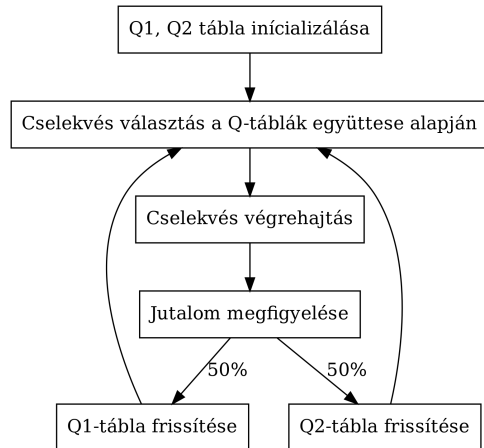 Q1, Q2 tábla inícializálása
Cselekvés választás a Q-táblák együttese alapján
Cselekvés végrehajtás
Jutalom megfigyelése
50%
50%
Q1-tábla frissítése
Q2-tábla frissítése